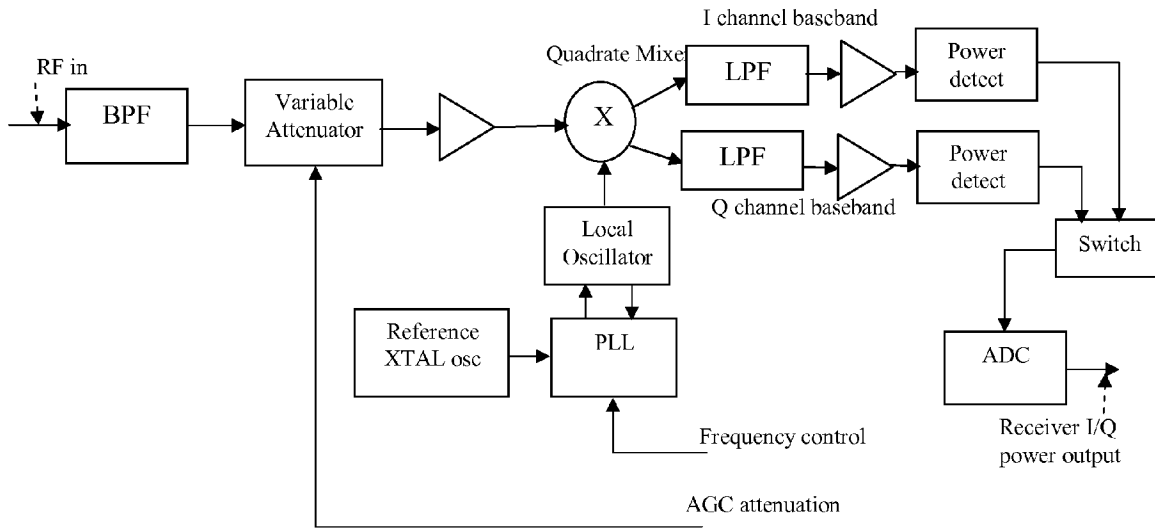 I channel baseband
RF in
BPF
Variable
Attenuator
Quadrate Mixe
X
LPF
Power
detect
LPF
Power
detect
Q channel baseband
Local
Oscillator
Switch
Reference
XTAL osc
PLL
ADC
Receiver I/Q
power output
Frequency control
AGC attenuation